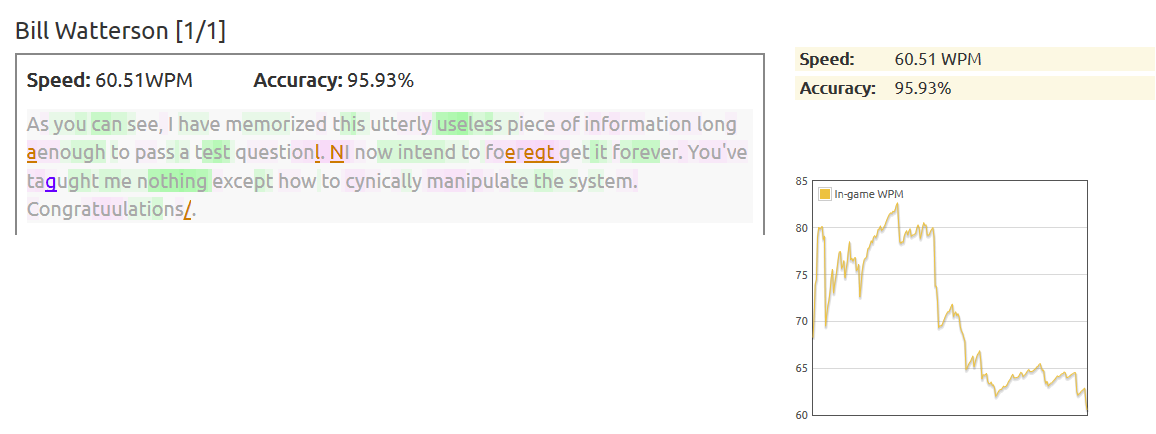 Bill Watterson [1/1]
Speed: 60.51WPM Accuracy: 95.93%
As you can see, I have memorized this utterly useless piece of information long
aenough to pass a test questionl. NI now intend to foeregt get it forever. You've
tagught me nothing except how to cynically manipulate the system.
Congratuulations/.
Speed: 60.51 WPM
Accuracy: 95.93%
In-game WPM
85
80
75
70
65
60